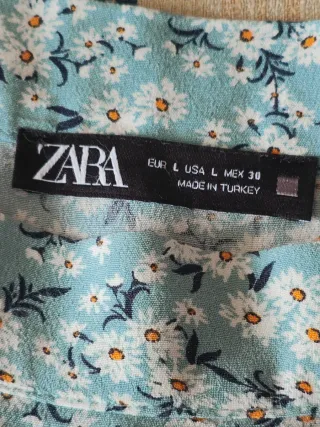 ZARA
EUR L USA L MEX 30
MADE IN TURKEY